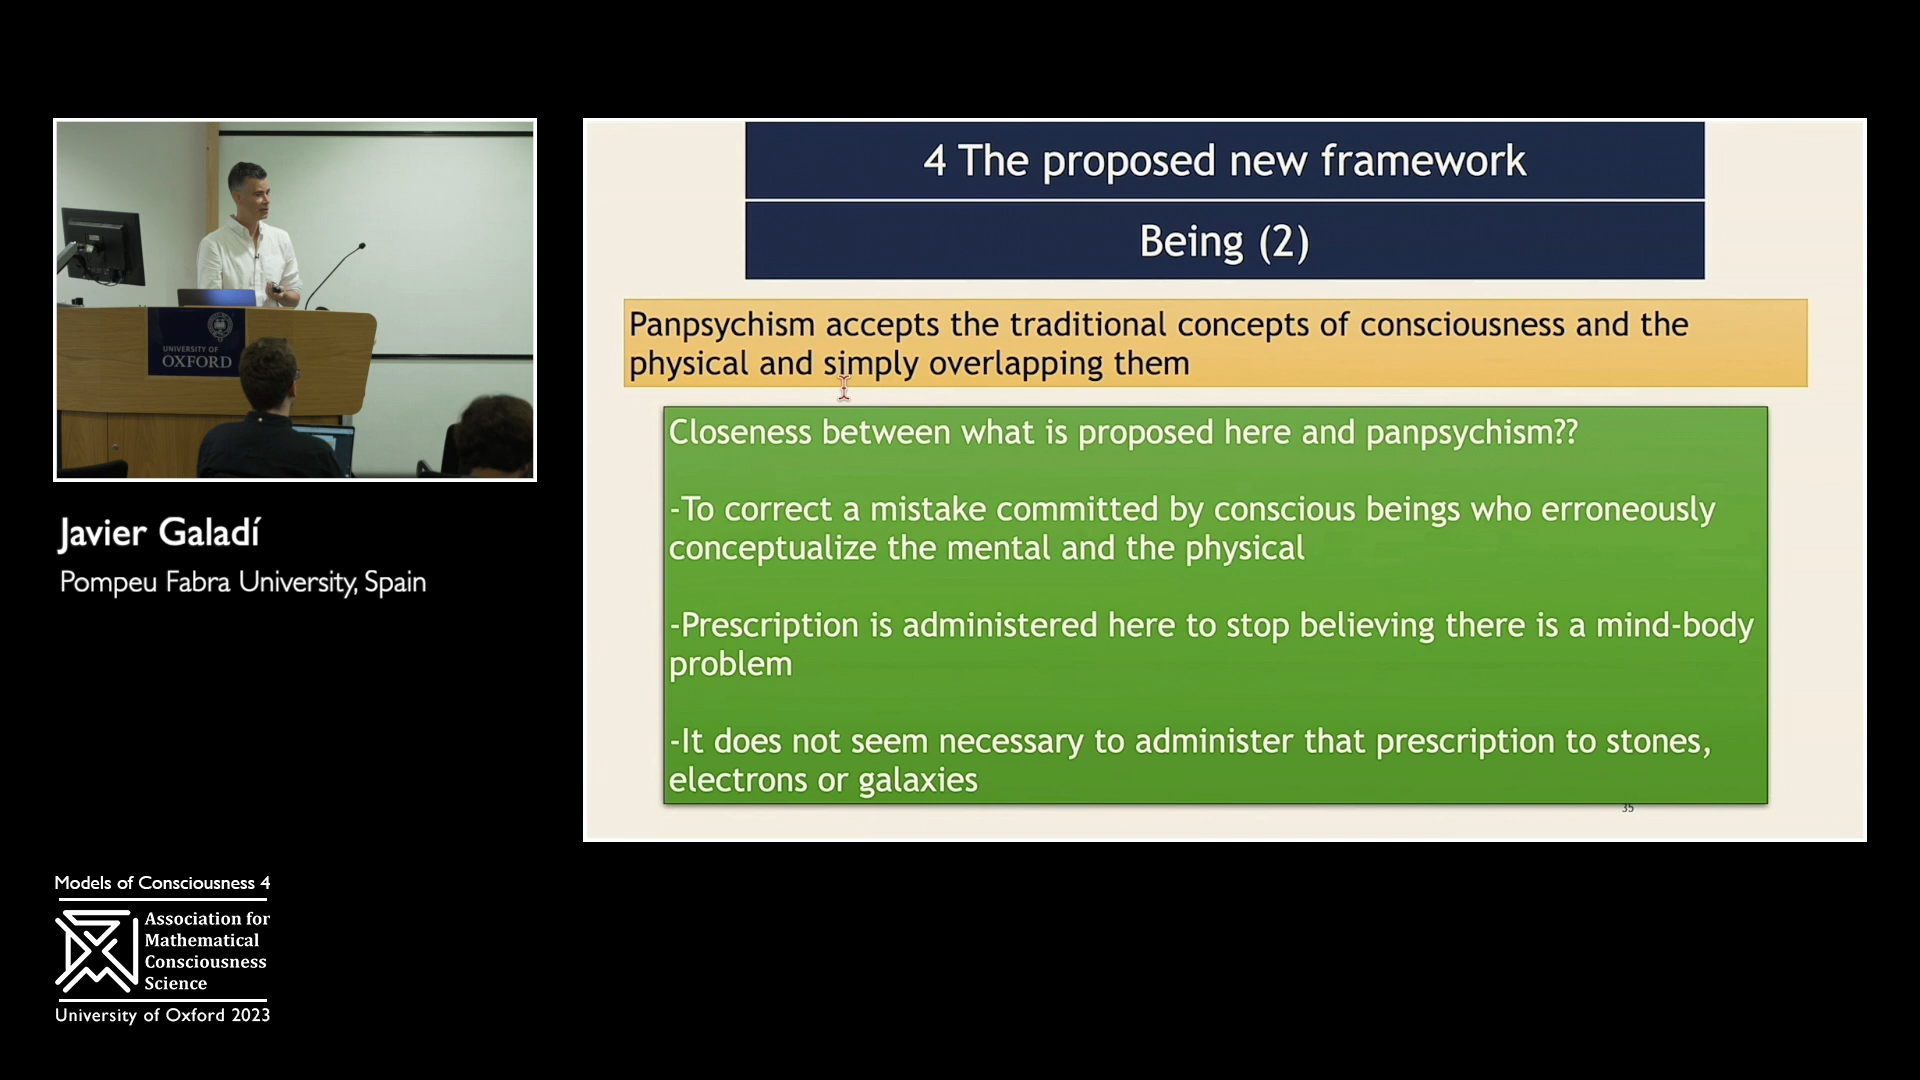 4 The proposed new framework
Being (2)
Panpsychism accepts the traditional concepts of consciousness and the
physical and simply overlapping them
Closeness between what is proposed here and panpsychism??
-To correct a mistake committed by conscious beings who erroneously
conceptualize the mental and the physical
-Prescription is administered here to stop believing there is a mind-body
problem
-It does not seem necessary to administer that prescription to stones,
electrons or galaxies
35
UNIVERSITY OF
OXFORD
Javier Galadí
Pompeu Fabra University, Spain
Models of Consciousness 4
Association for
Mathematical
Consciousness
Science
University of Oxford 2023